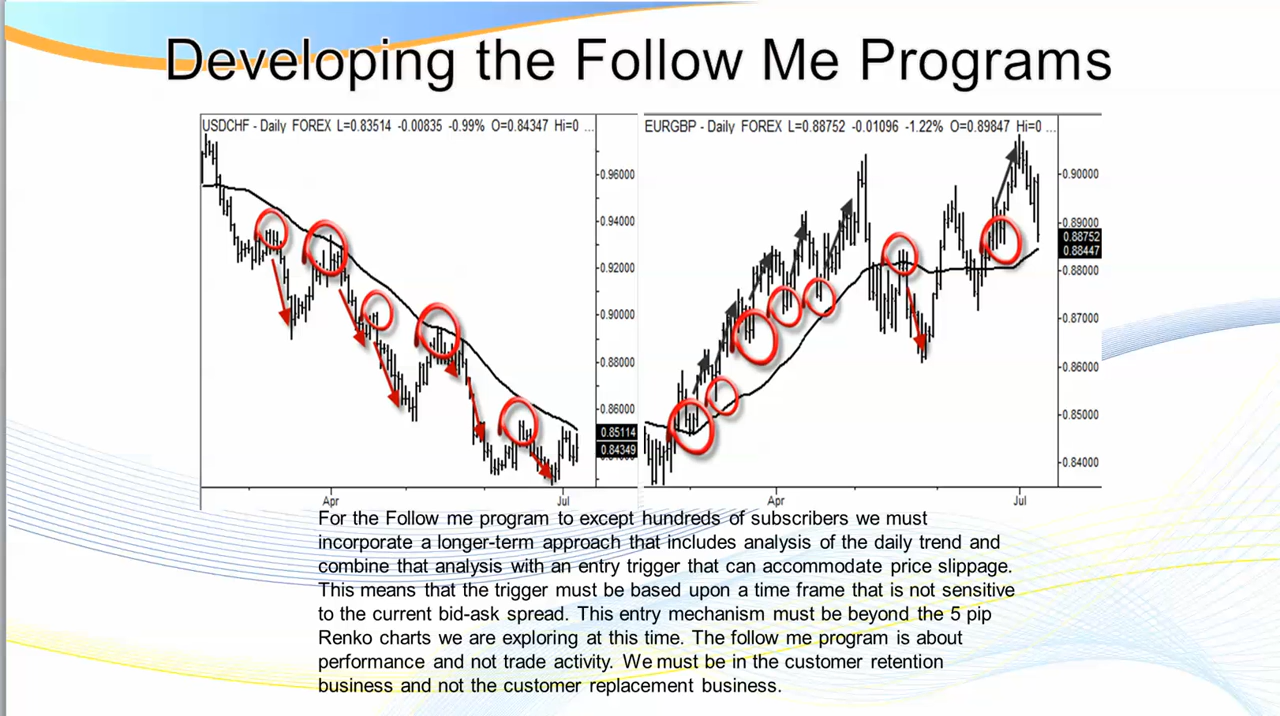 Developing the Follow Me Programs
USDCHF - Daily FOREX L=0.83514 -0.00835 -0.99% O=0.84347 Hi=0 ...
0.96000
0.94000
0.92000
0.90000
0.88000
0.86000
0.85114
0.84349
Apr
Jul
EURGBP - Daily FOREX L=0.88752 -0.01096 -1.22% O=0.89847 Hi=0 ...
0.90000
0.89000
0.88752
0.88447
0.88000
0.87000
0.86000
0.85000
0.84000
Apr
Jul
For the Follow me program to except hundreds of subscribers we must
incorporate a longer-term approach that includes analysis of the daily trend and
combine that analysis with an entry trigger that can accommodate price slippage.
This means that the trigger must be based upon a time frame that is not sensitive
to the current bid-ask spread. This entry mechanism must be beyond the 5 pip
Renko charts we are exploring at this time. The follow me program is about
performance and not trade activity. We must be in the customer retention
business and not the customer replacement business.